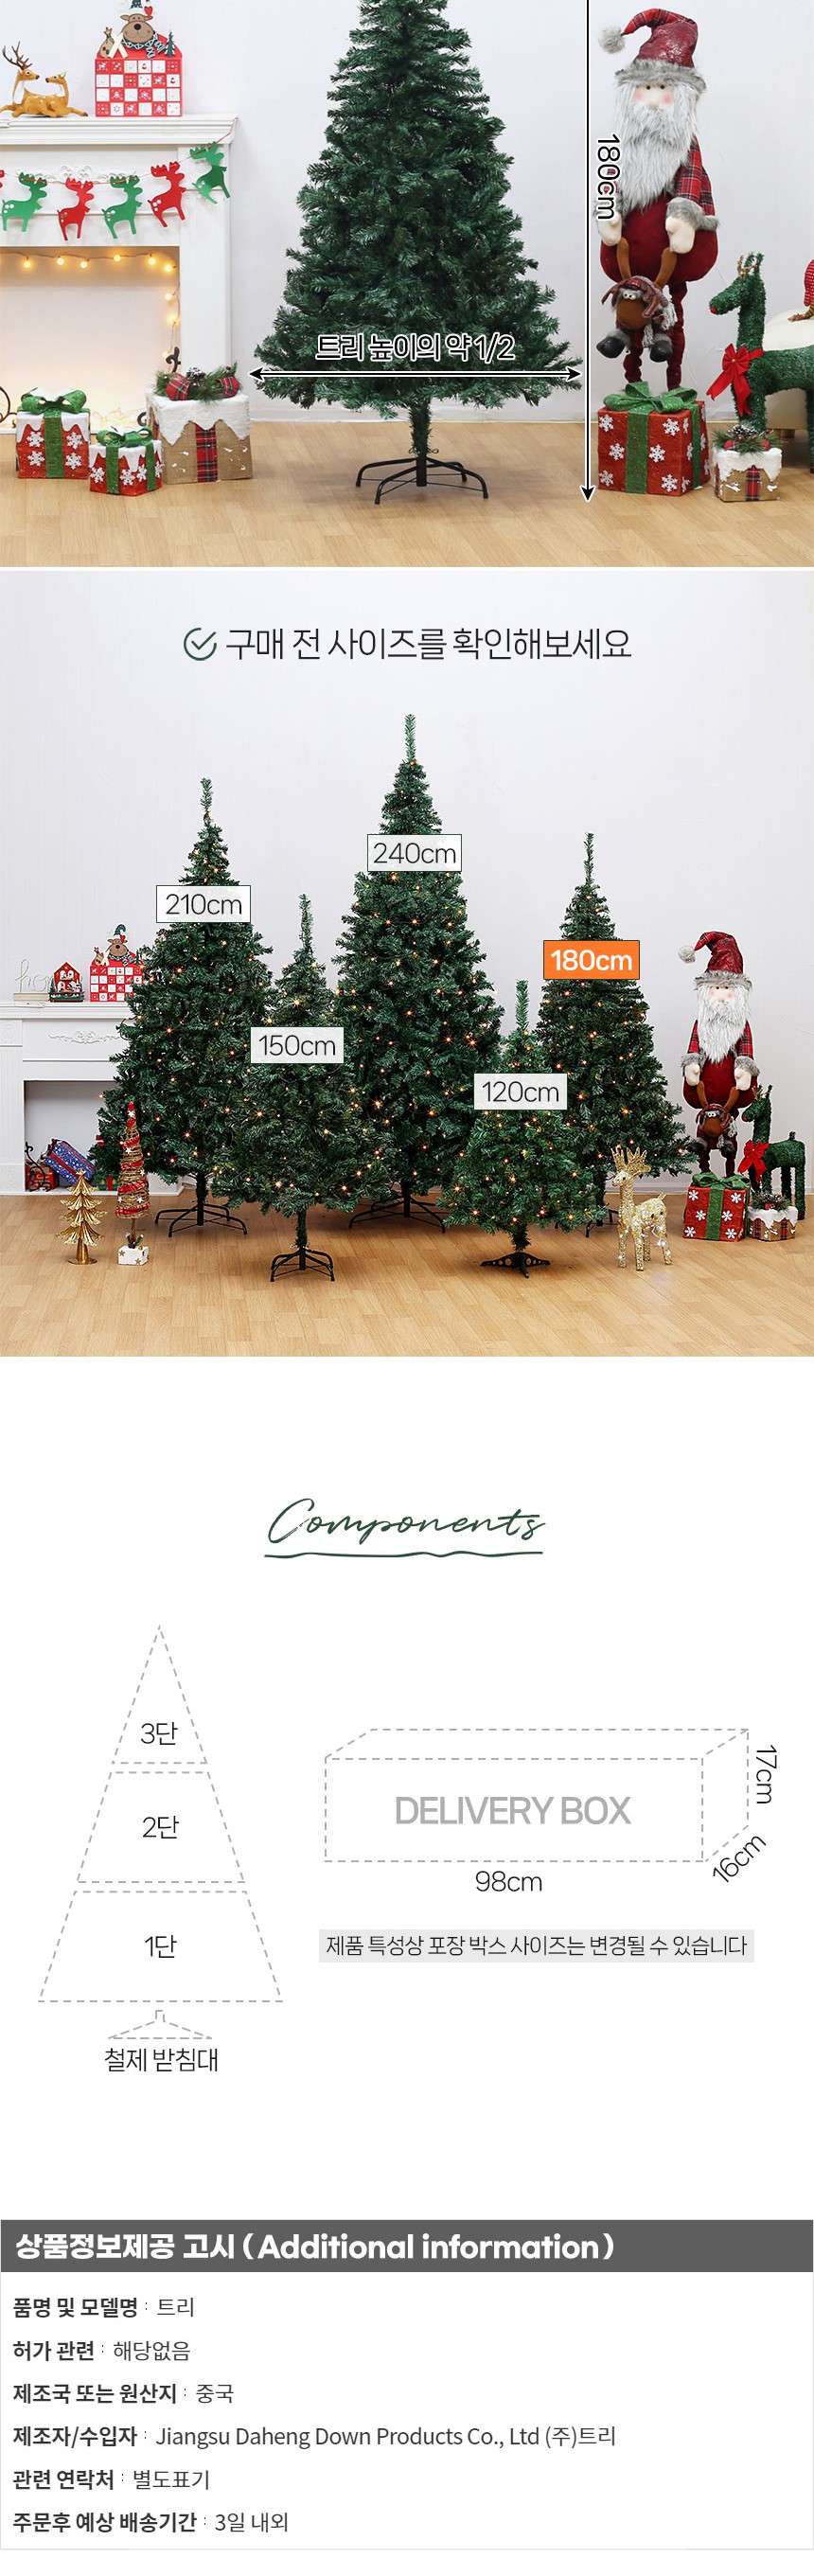 180cm
트리 높이의 약 1/2
구매 전 사이즈를 확인해보세요
240cm
210cm
180cm
150cm
120cm
Components
3단
2단
1단
철제 받침대
DELIVERY BOX
17cm
16cm
98cm
제품 특성상 포장 박스 사이즈는 변경될 수 있습니다
상품정보제공 고시 ( Additional information )
품명 및 모델명 : 트리
허가 관련 : 해당없음
제조국 또는 원산지 : 중국
제조자/수입자 : Jiangsu Daheng Down Products Co., Ltd (주)트리
관련 연락처 : 별도표기
주문후 예상 배송기간 : 3일 내외